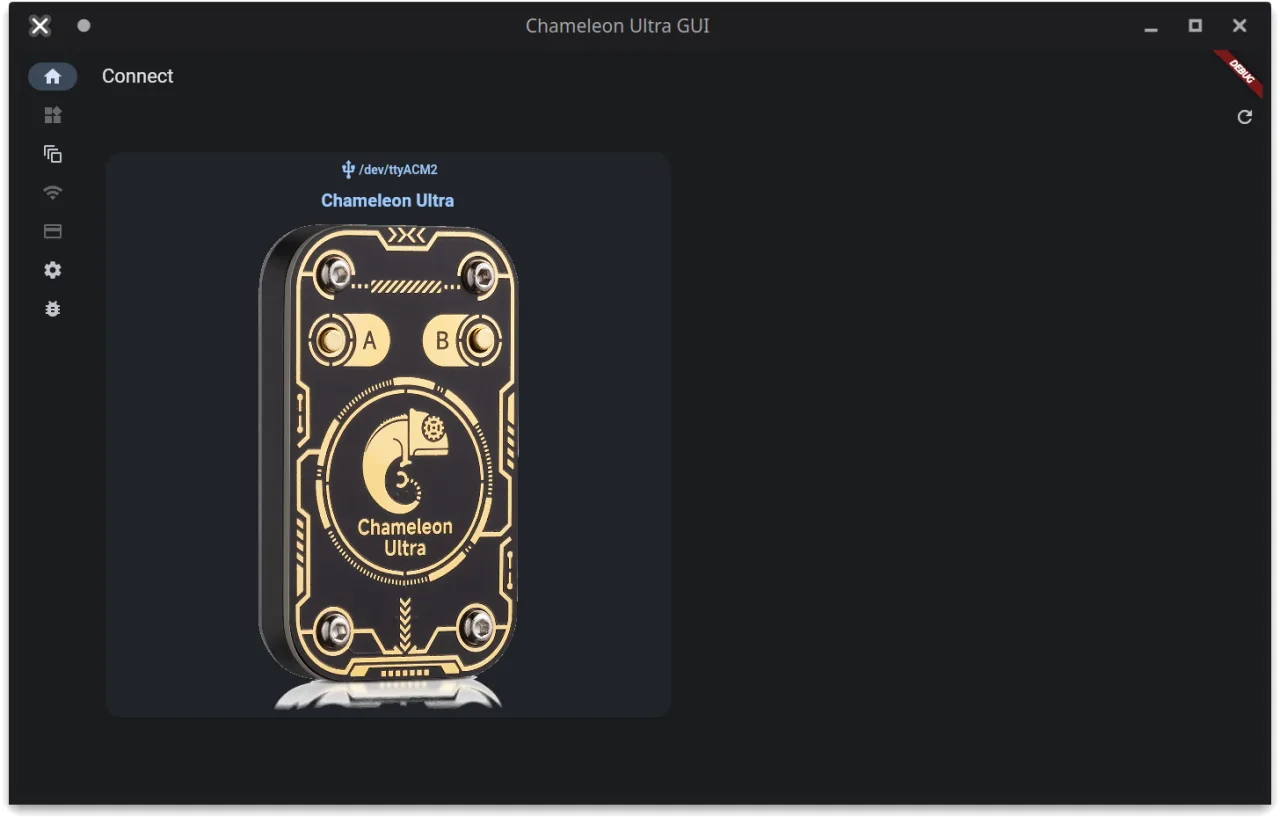 Chameleon Ultra GUI
Connect
DEBUG
/dev/ttyACM2
Chameleon Ultra
A
B
Chameleon
Ultra